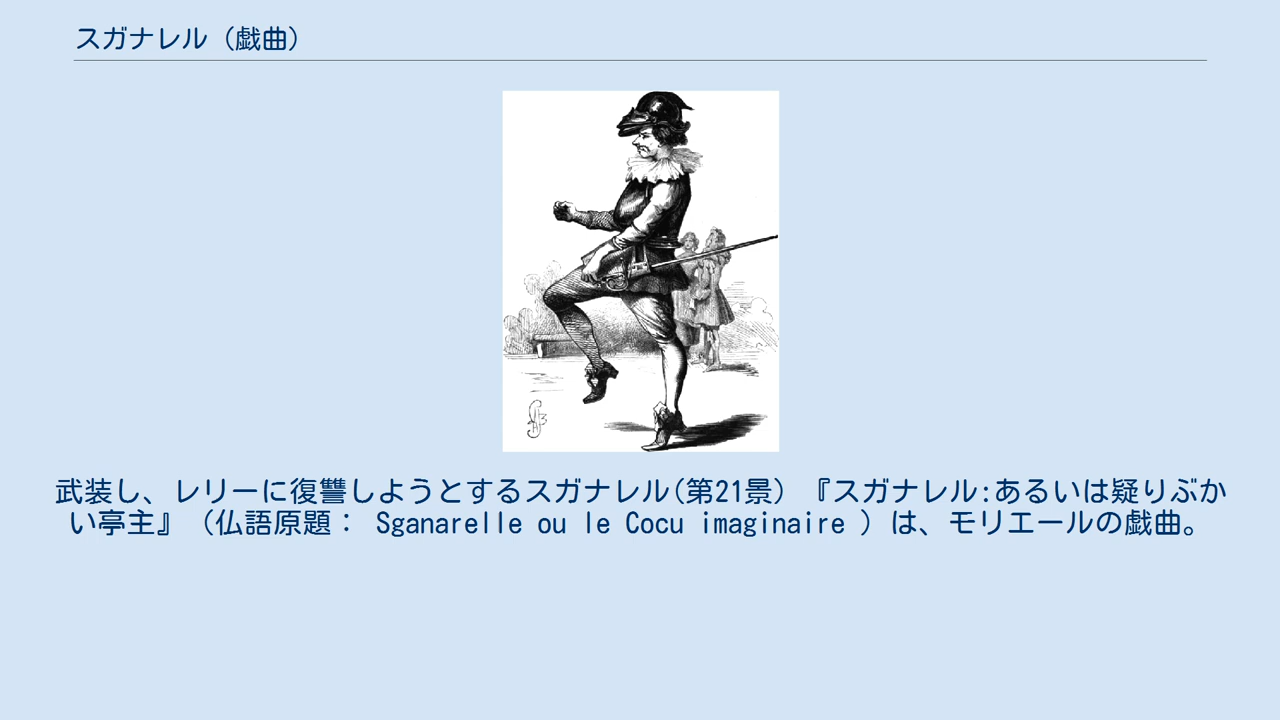 スガナレル (戯曲)
武装し、レリーに復讐しようとするスガナレル(第21景) 『スガナレル:あるいは疑りぶか
い亭主』（仏語原題： Sganarelle ou le Cocu imaginaire ）は、モリエールの戯曲。